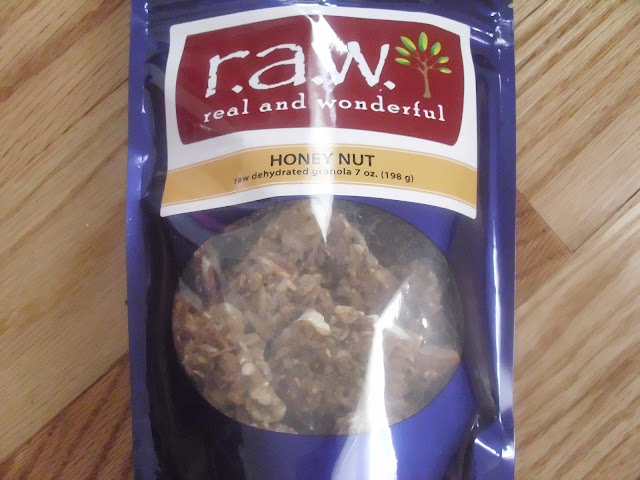 r.a.w.
real and wonderful
HONEY NUT
raw dehydrated granola 7 oz. (198 g)